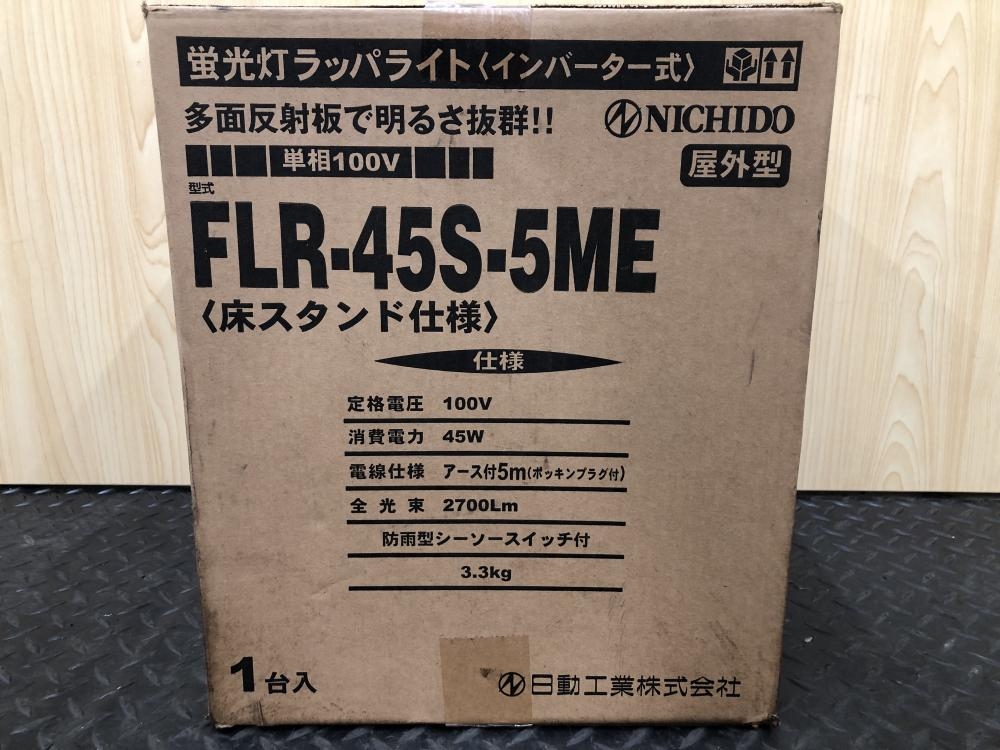 蛍光灯ラッパライト〈インバーター式〉
多面反射板で明るさ抜群!!
NICHIDO
単相100V
屋外型
型式
FLR-45S-5ME
〈床スタンド仕様〉
仕様
定格電圧 100V
消費電力 45W
電線仕様 アース付5m(ポッキンプラグ付)
全光束 2700Lm
防雨型シーソースイッチ付
3.3kg
1台入
日動工業株式会社